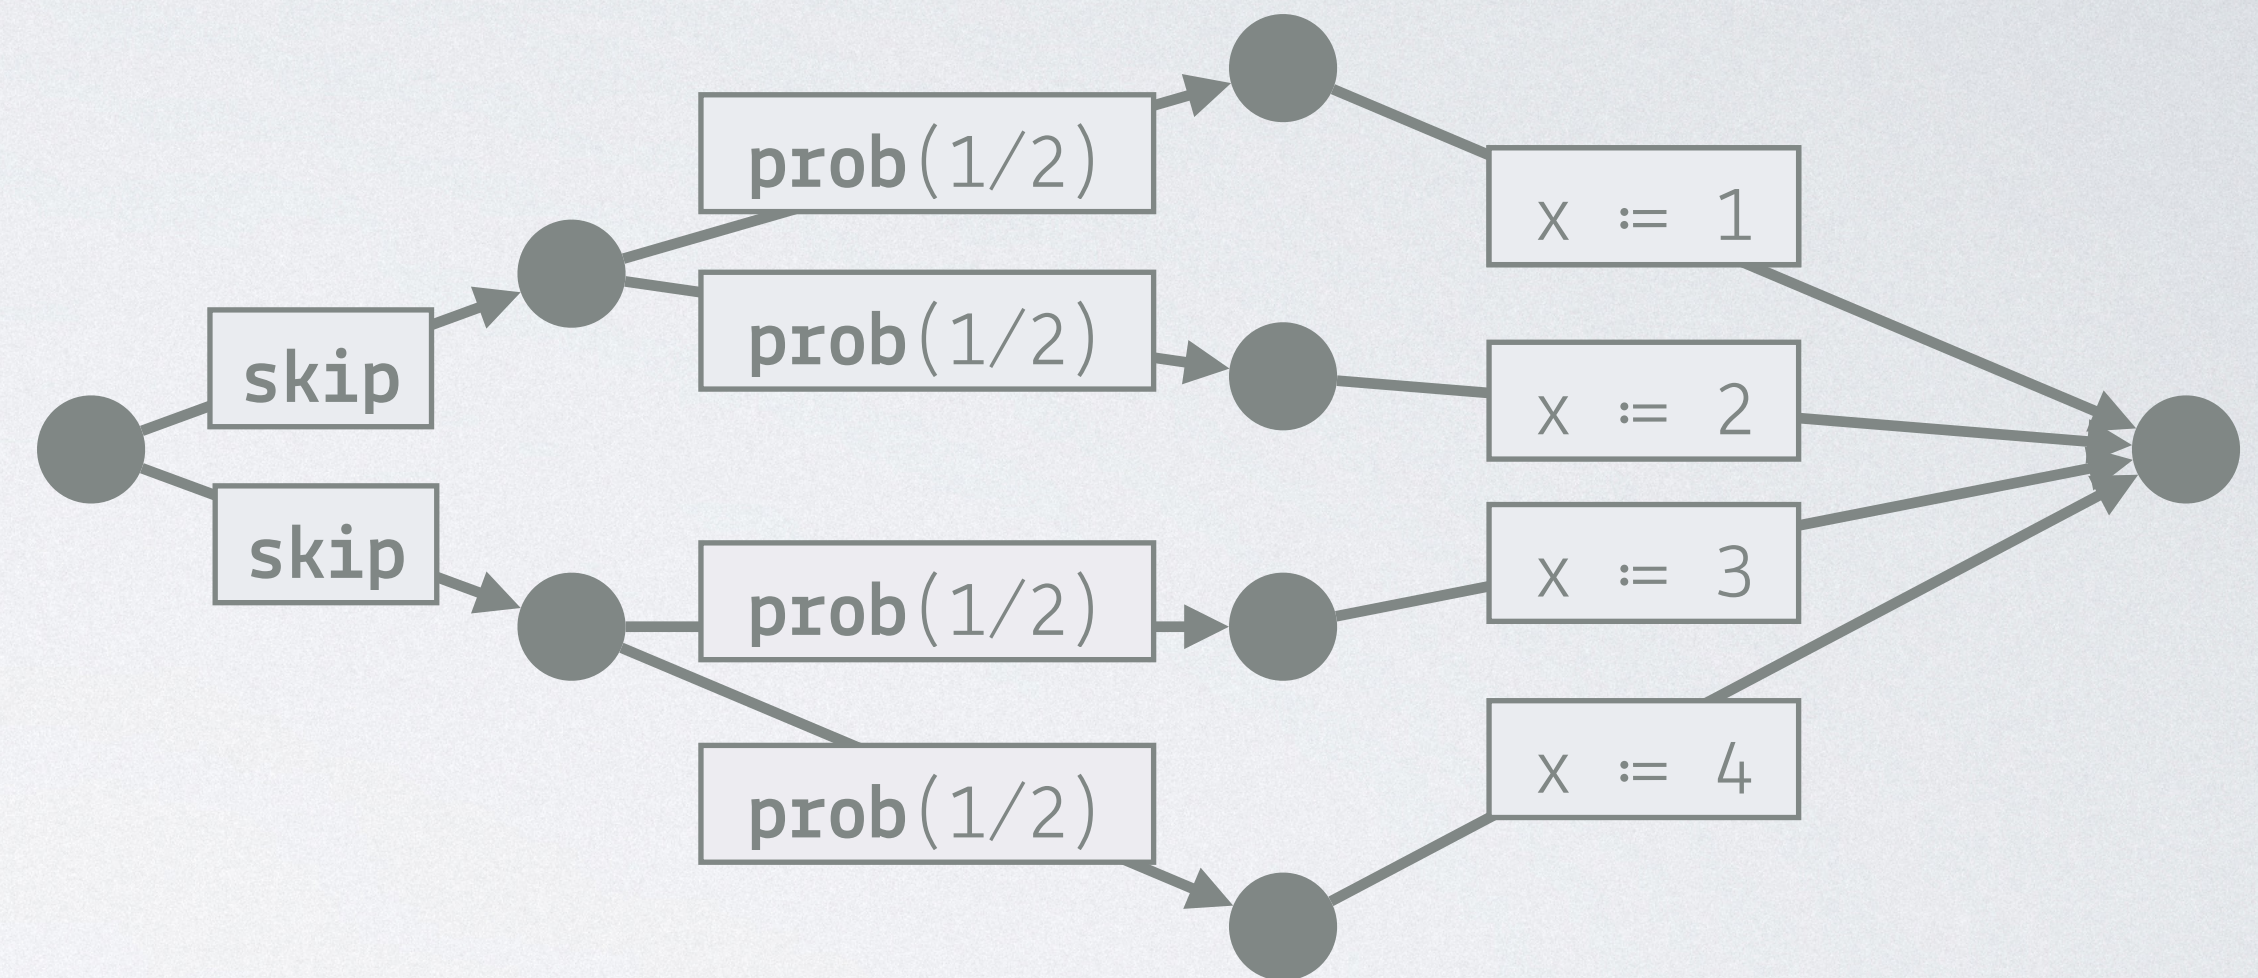 prob(1/2)
x := 1
prob(1/2)
skip
x := 2
skip
prob(1/2)
x := 3
prob(1/2)
x := 4